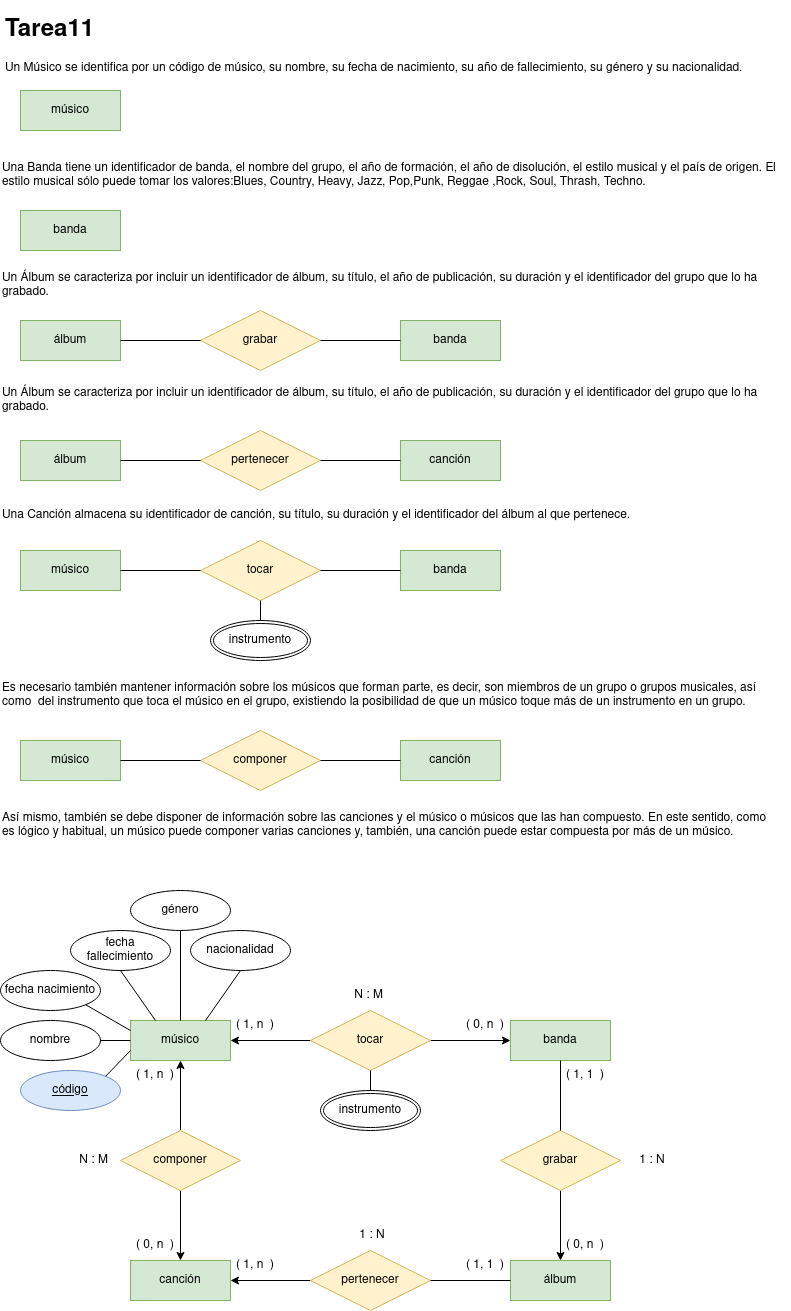 Tarea11
Un Músico se identifica por un código de músico, su nombre, su fecha de nacimiento, su año de fallecimiento, su género y su nacionalidad.
músico
Una Banda tiene un identificador de banda, el nombre del grupo, el año de formación, el año de disolución, el estilo musical y el país de origen. El
estilo musical sólo puede tomar los valores:Blues, Country, Heavy, Jazz, Pop,Punk, Reggae ,Rock, Soul, Thrash, Techno.
banda
Un Álbum se caracteriza por incluir un identificador de álbum, su título, el año de publicación, su duración y el identificador del grupo que lo ha
grabado.
álbum grabar banda
Un Álbum se caracteriza por incluir un identificador de álbum, su título, el año de publicación, su duración y el identificador del grupo que lo ha
grabado.
álbum pertenecer canción
Una Canción almacena su identificador de canción, su título, su duración y el identificador del álbum al que pertenece.
músico tocar banda
instrumento
Es necesario también mantener información sobre los músicos que forman parte, es decir, son miembros de un grupo o grupos musicales, así
como  del instrumento que toca el músico en el grupo, existiendo la posibilidad de que un músico toque más de un instrumento en un grupo.
músico componer canción
Así mismo, también se debe disponer de información sobre las canciones y el músico o músicos que las han compuesto. En este sentido, como
es lógico y habitual, un músico puede componer varias canciones y, también, una canción puede estar compuesta por más de un músico.
género
fecha
fallecimiento
nacionalidad
fecha nacimiento
N : M
nombre
músico
( 1, n  )
tocar
( 0, n  )
banda
( 1, n  )
( 1, 1  )
código
instrumento
N : M
componer
grabar
1 : N
1 : N
( 0, n  )
( 0, n  )
canción
( 1, n  )
pertenecer
( 1, 1  )
álbum